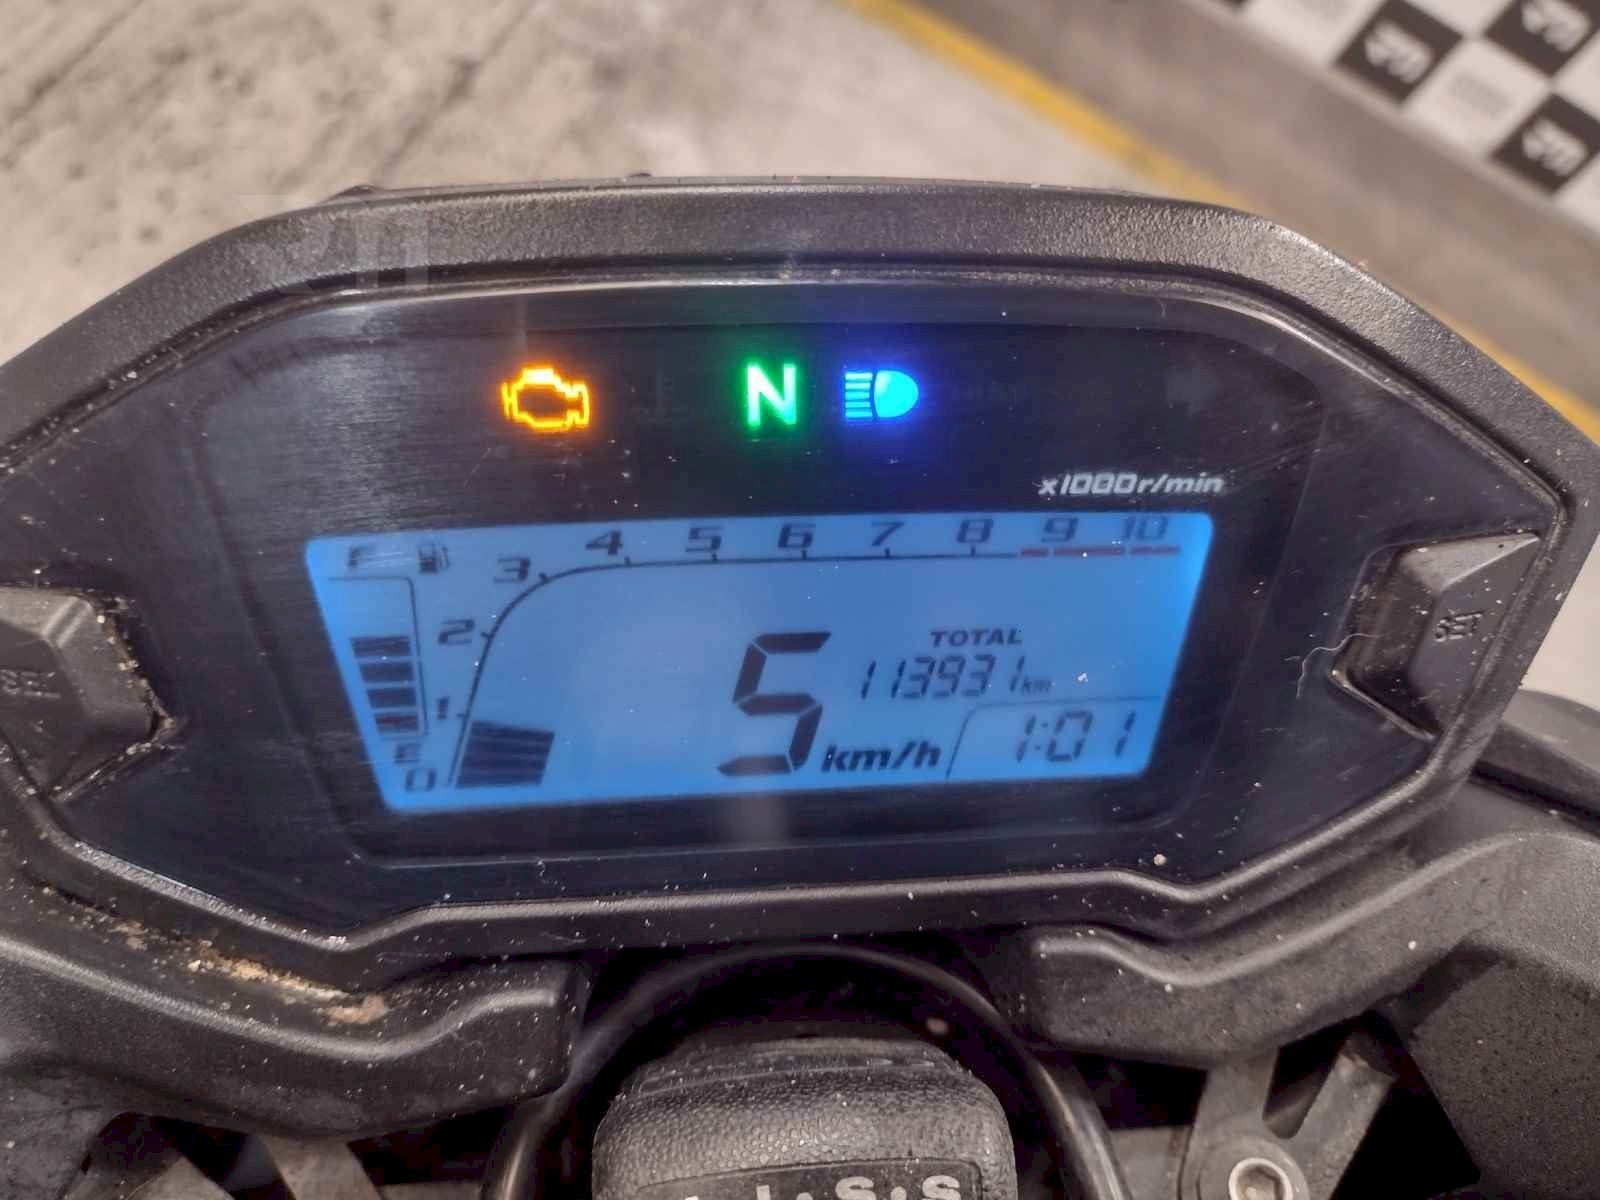 N
x1000r/min
F
3 4 5 6 7 8 9 10
2
TOTAL
113931 km
1
5 km/h
1:01
E
0
SET
H·I·S·S